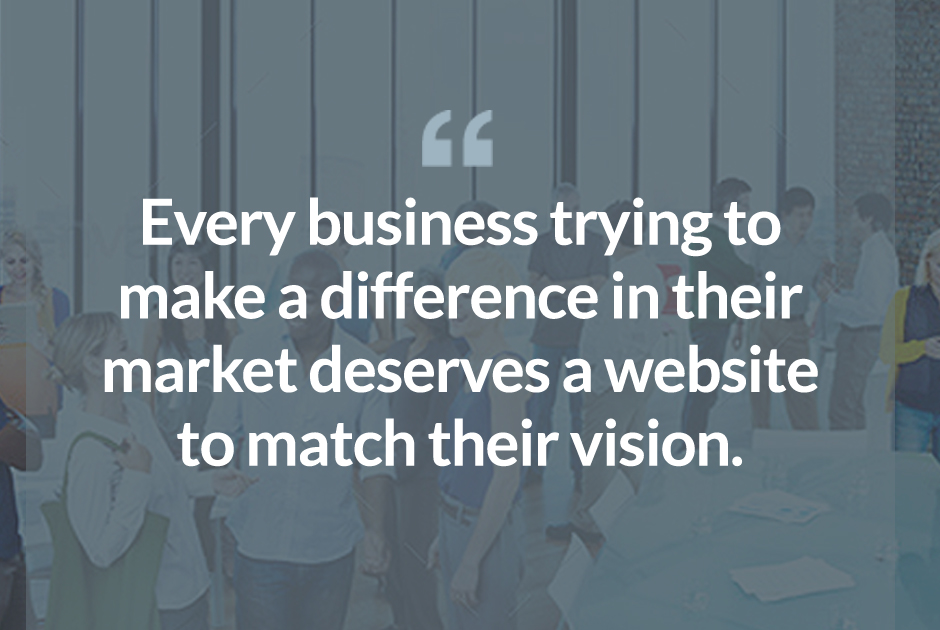 “
Every business trying to
make a difference in their
market deserves a website
to match their vision.